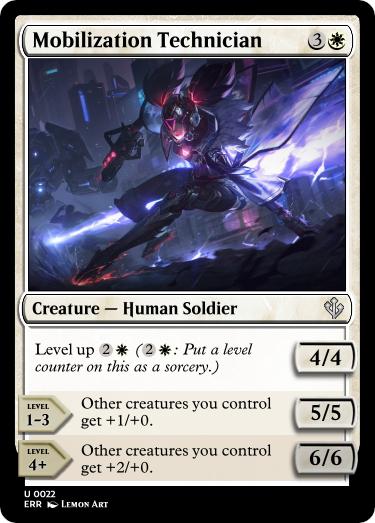 Mobilization Technician 3
Creature — Human Soldier
Level up 2 ( 2 : Put a level
counter on this as a sorcery.)
4/4
LEVEL
1-3
Other creatures you control
get +1/+0.
5/5
LEVEL
4+
Other creatures you control
get +2/+0.
6/6
U 0022
ERR Lemon Art